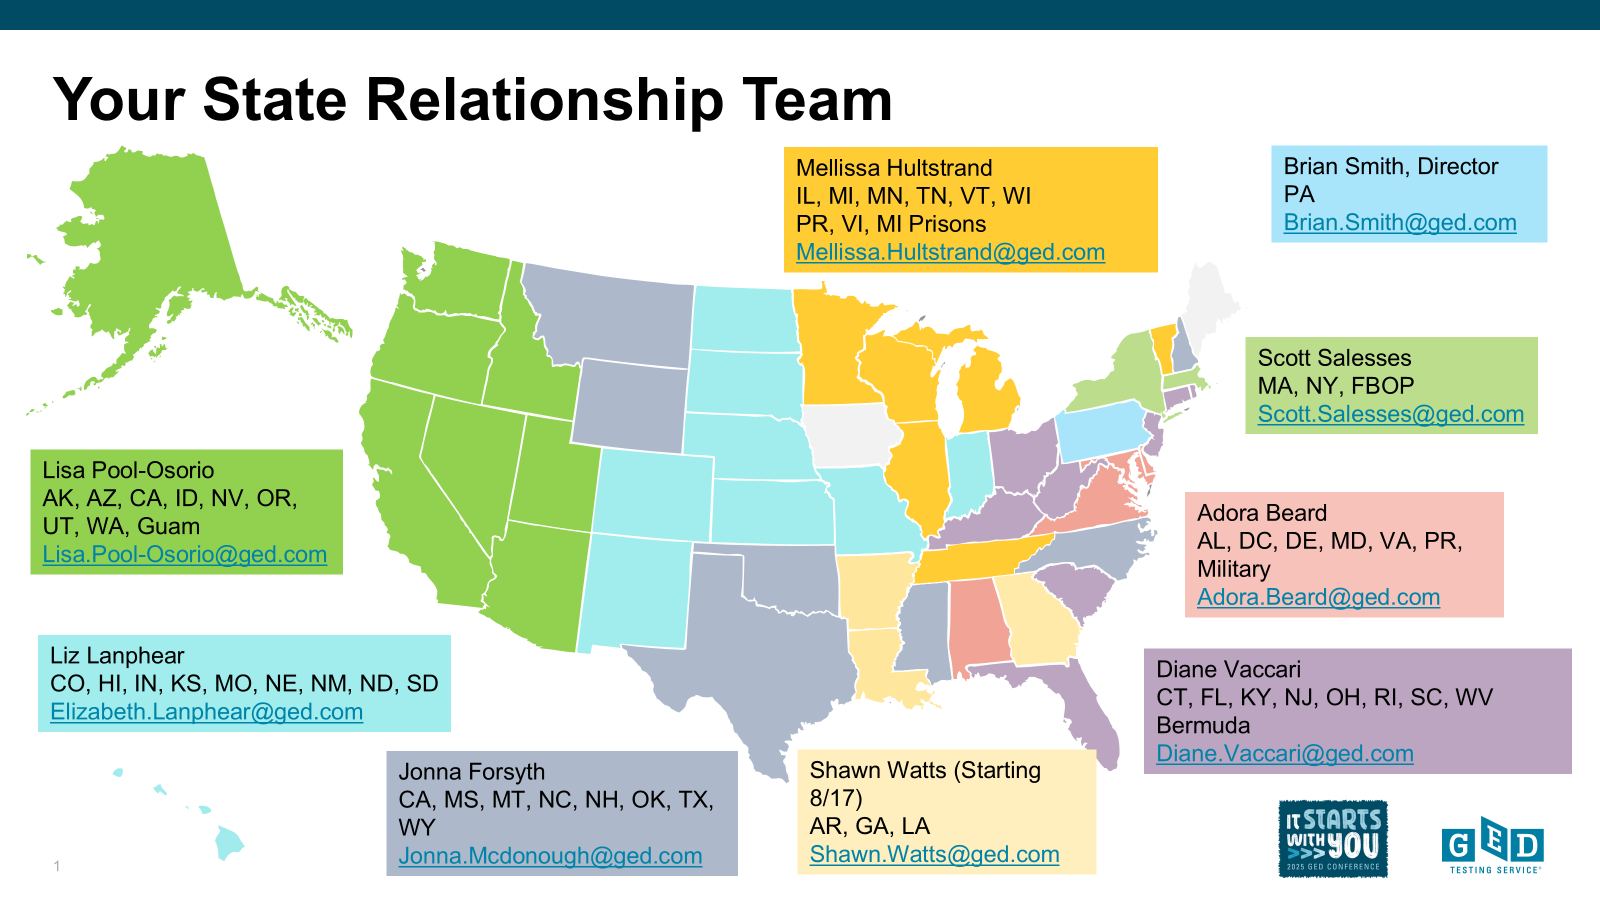 Your State Relationship Team
Mellissa Hultstrand
IL, MI, MN, TN, VT, WI
PR, VI, MI Prisons
Mellissa.Hultstrand@ged.com
Brian Smith, Director
PA
Brian.Smith@ged.com
Scott Salesses
MA, NY, FBOP
Scott.Salesses@ged.com
Lisa Pool-Osorio
AK, AZ, CA, ID, NV, OR,
UT, WA, Guam
Lisa.Pool-Osorio@ged.com
Adora Beard
AL, DC, DE, MD, VA, PR,
Military
Adora.Beard@ged.com
Liz Lanphear
CO, HI, IN, KS, MO, NE, NM, ND, SD
Elizabeth.Lanphear@ged.com
Diane Vaccari
CT, FL, KY, NJ, OH, RI, SC, WV
Bermuda
Diane.Vaccari@ged.com
Jonna Forsyth
CA, MS, MT, NC, NH, OK, TX,
WY
Jonna.Mcdonough@ged.com
Shawn Watts (Starting
8/17)
AR, GA, LA
Shawn.Watts@ged.com
IT STARTS
WITH YOU
>>>
2025 GED CONFERENCE
GED
TESTING SERVICE®
1